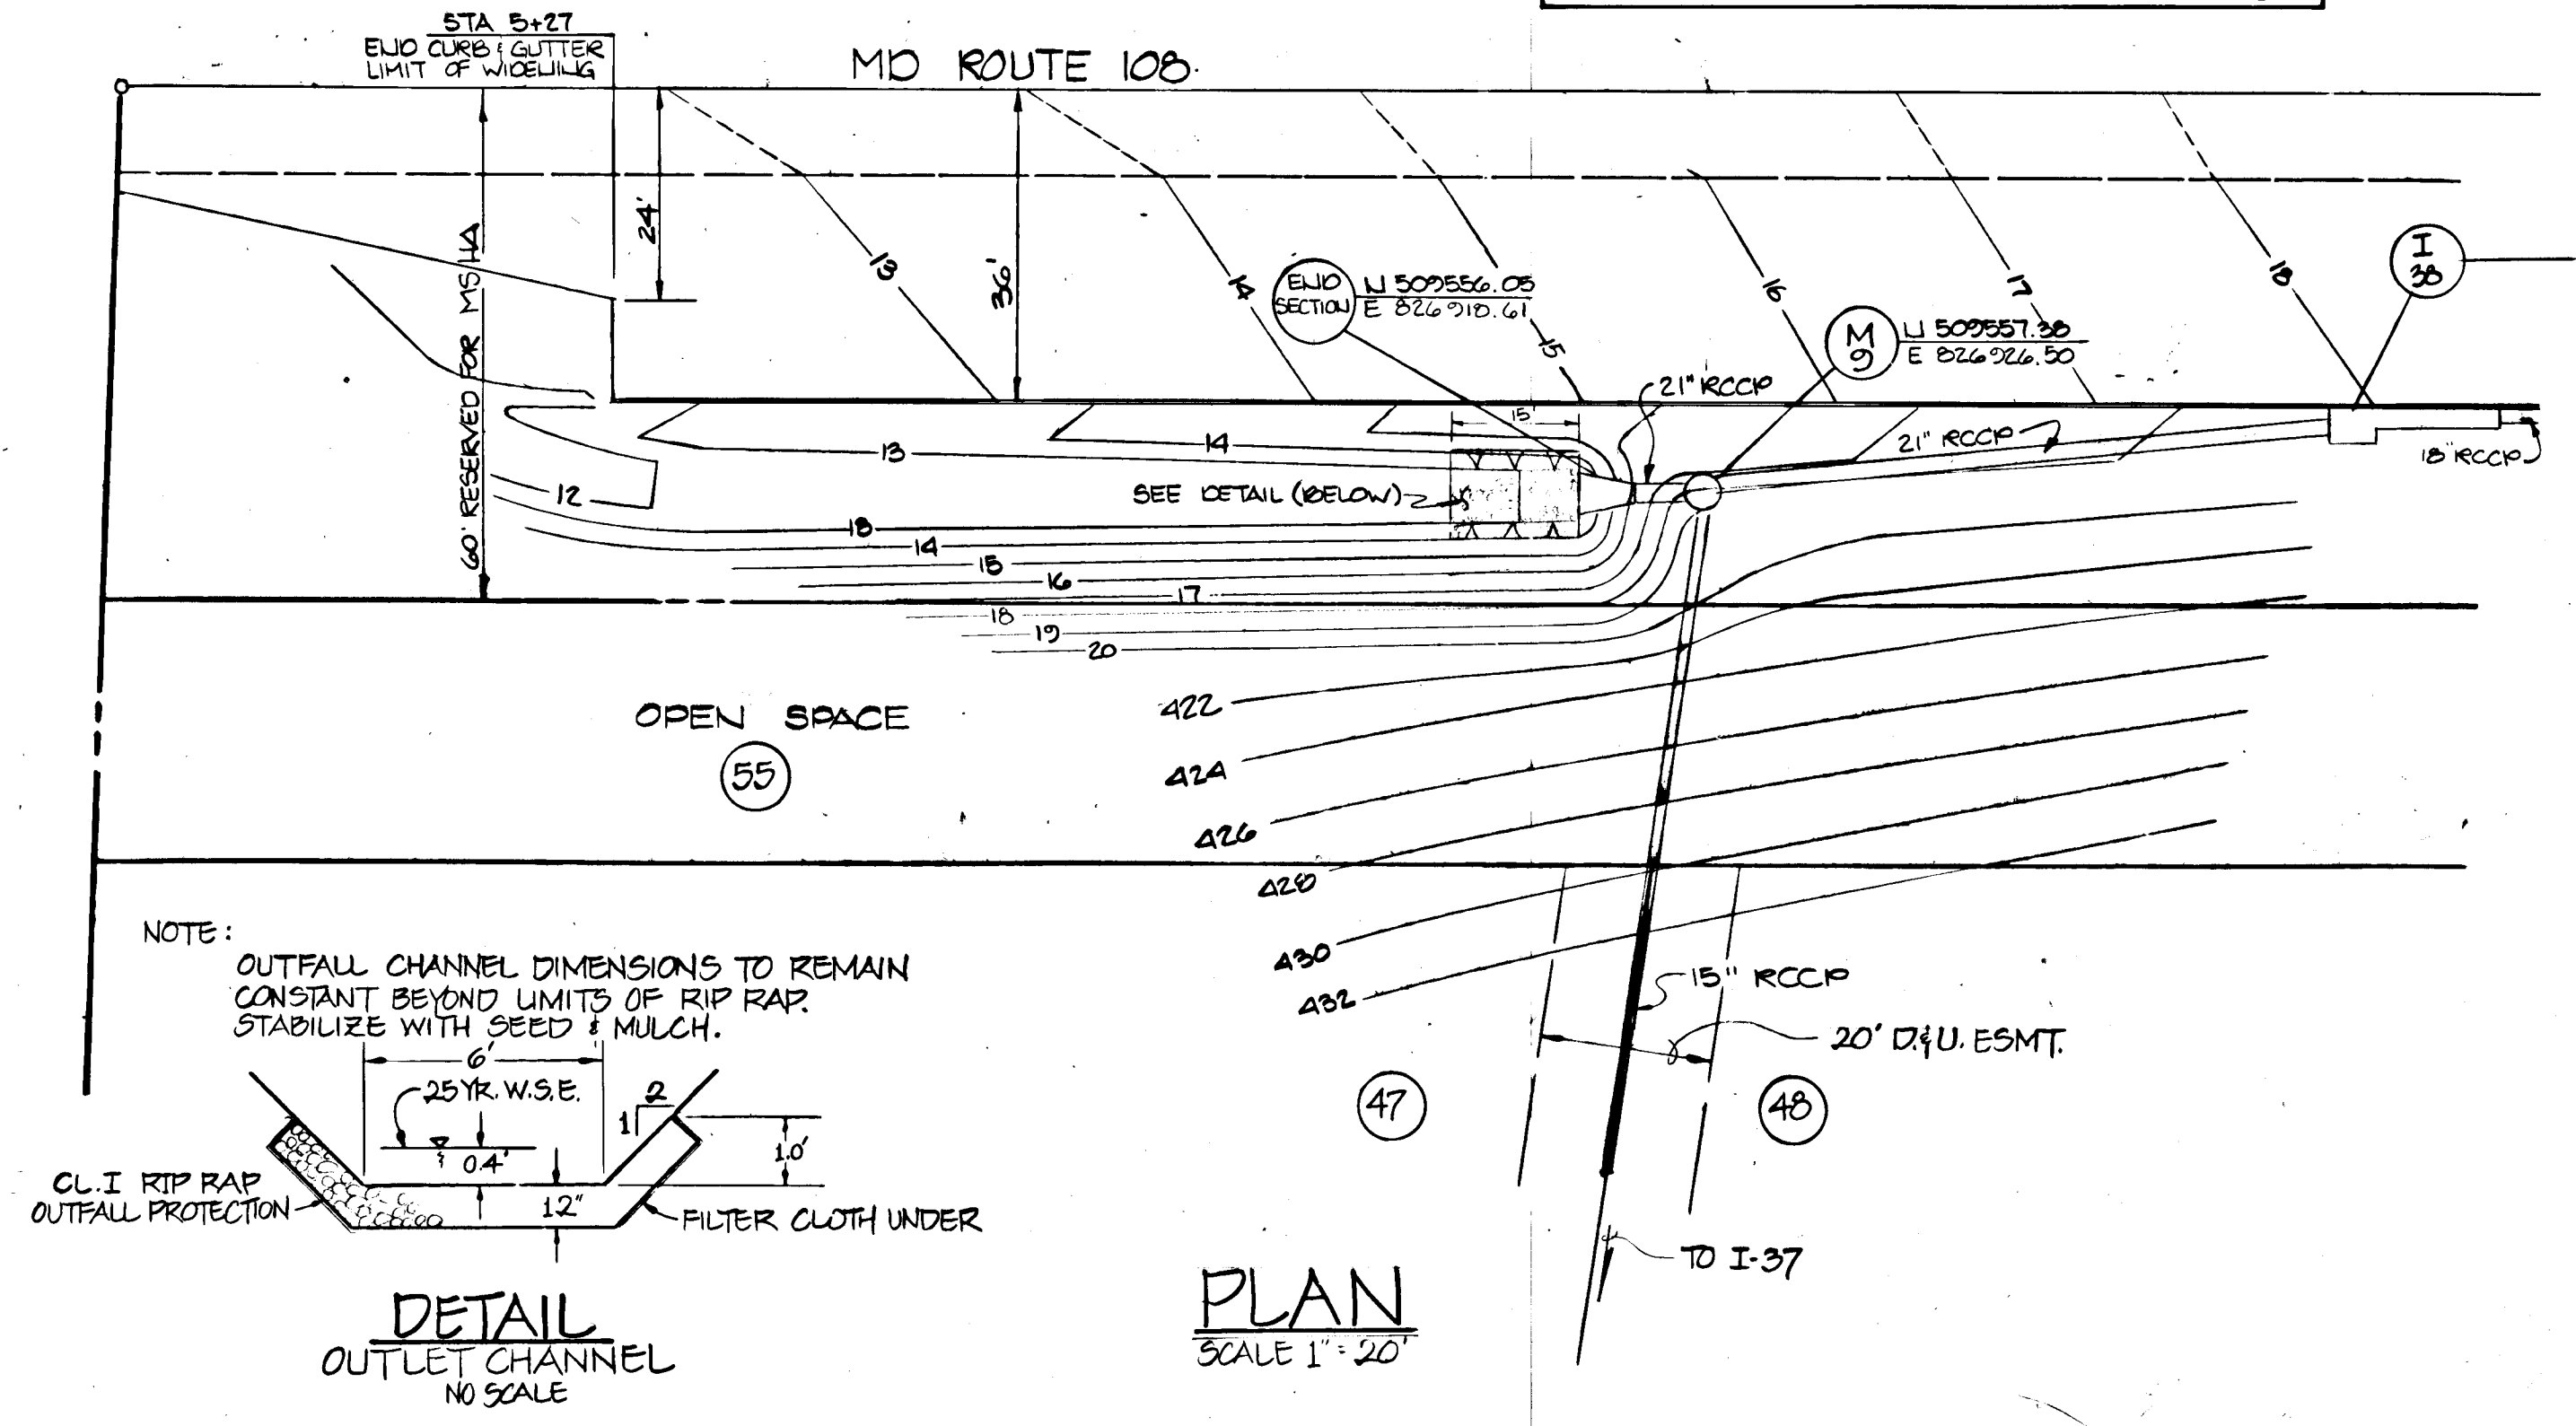 STA 5+27
END CURB & GUTTER
LIMIT OF WIDENING
MD ROUTE 108
24'
36'
60' RESERVED FOR MSHA
13
14
15
16
17
18
END SECTION
N 509556.05
E 826918.61
M 9
N 509557.38
E 826926.50
I 38
21" RCCP
15'
21" RCCP
18" RCCP
13
14
12
SEE DETAIL (BELOW)
13
14
15
16
17
18
19
20
422
424
426
428
430
432
OPEN SPACE
55
NOTE:
OUTFALL CHANNEL DIMENSIONS TO REMAIN
CONSTANT BEYOND LIMITS OF RIP RAP.
STABILIZE WITH SEED & MULCH.
6'
25 YR. W.S.E.
2
1
1.0'
0.4'
12"
CL. I RIP RAP
OUTFALL PROTECTION
FILTER CLOTH UNDER
DETAIL
OUTLET CHANNEL
NO SCALE
15" RCCP
20' D.&U. ESMT.
47
48
TO I-37
PLAN
SCALE 1" = 20'